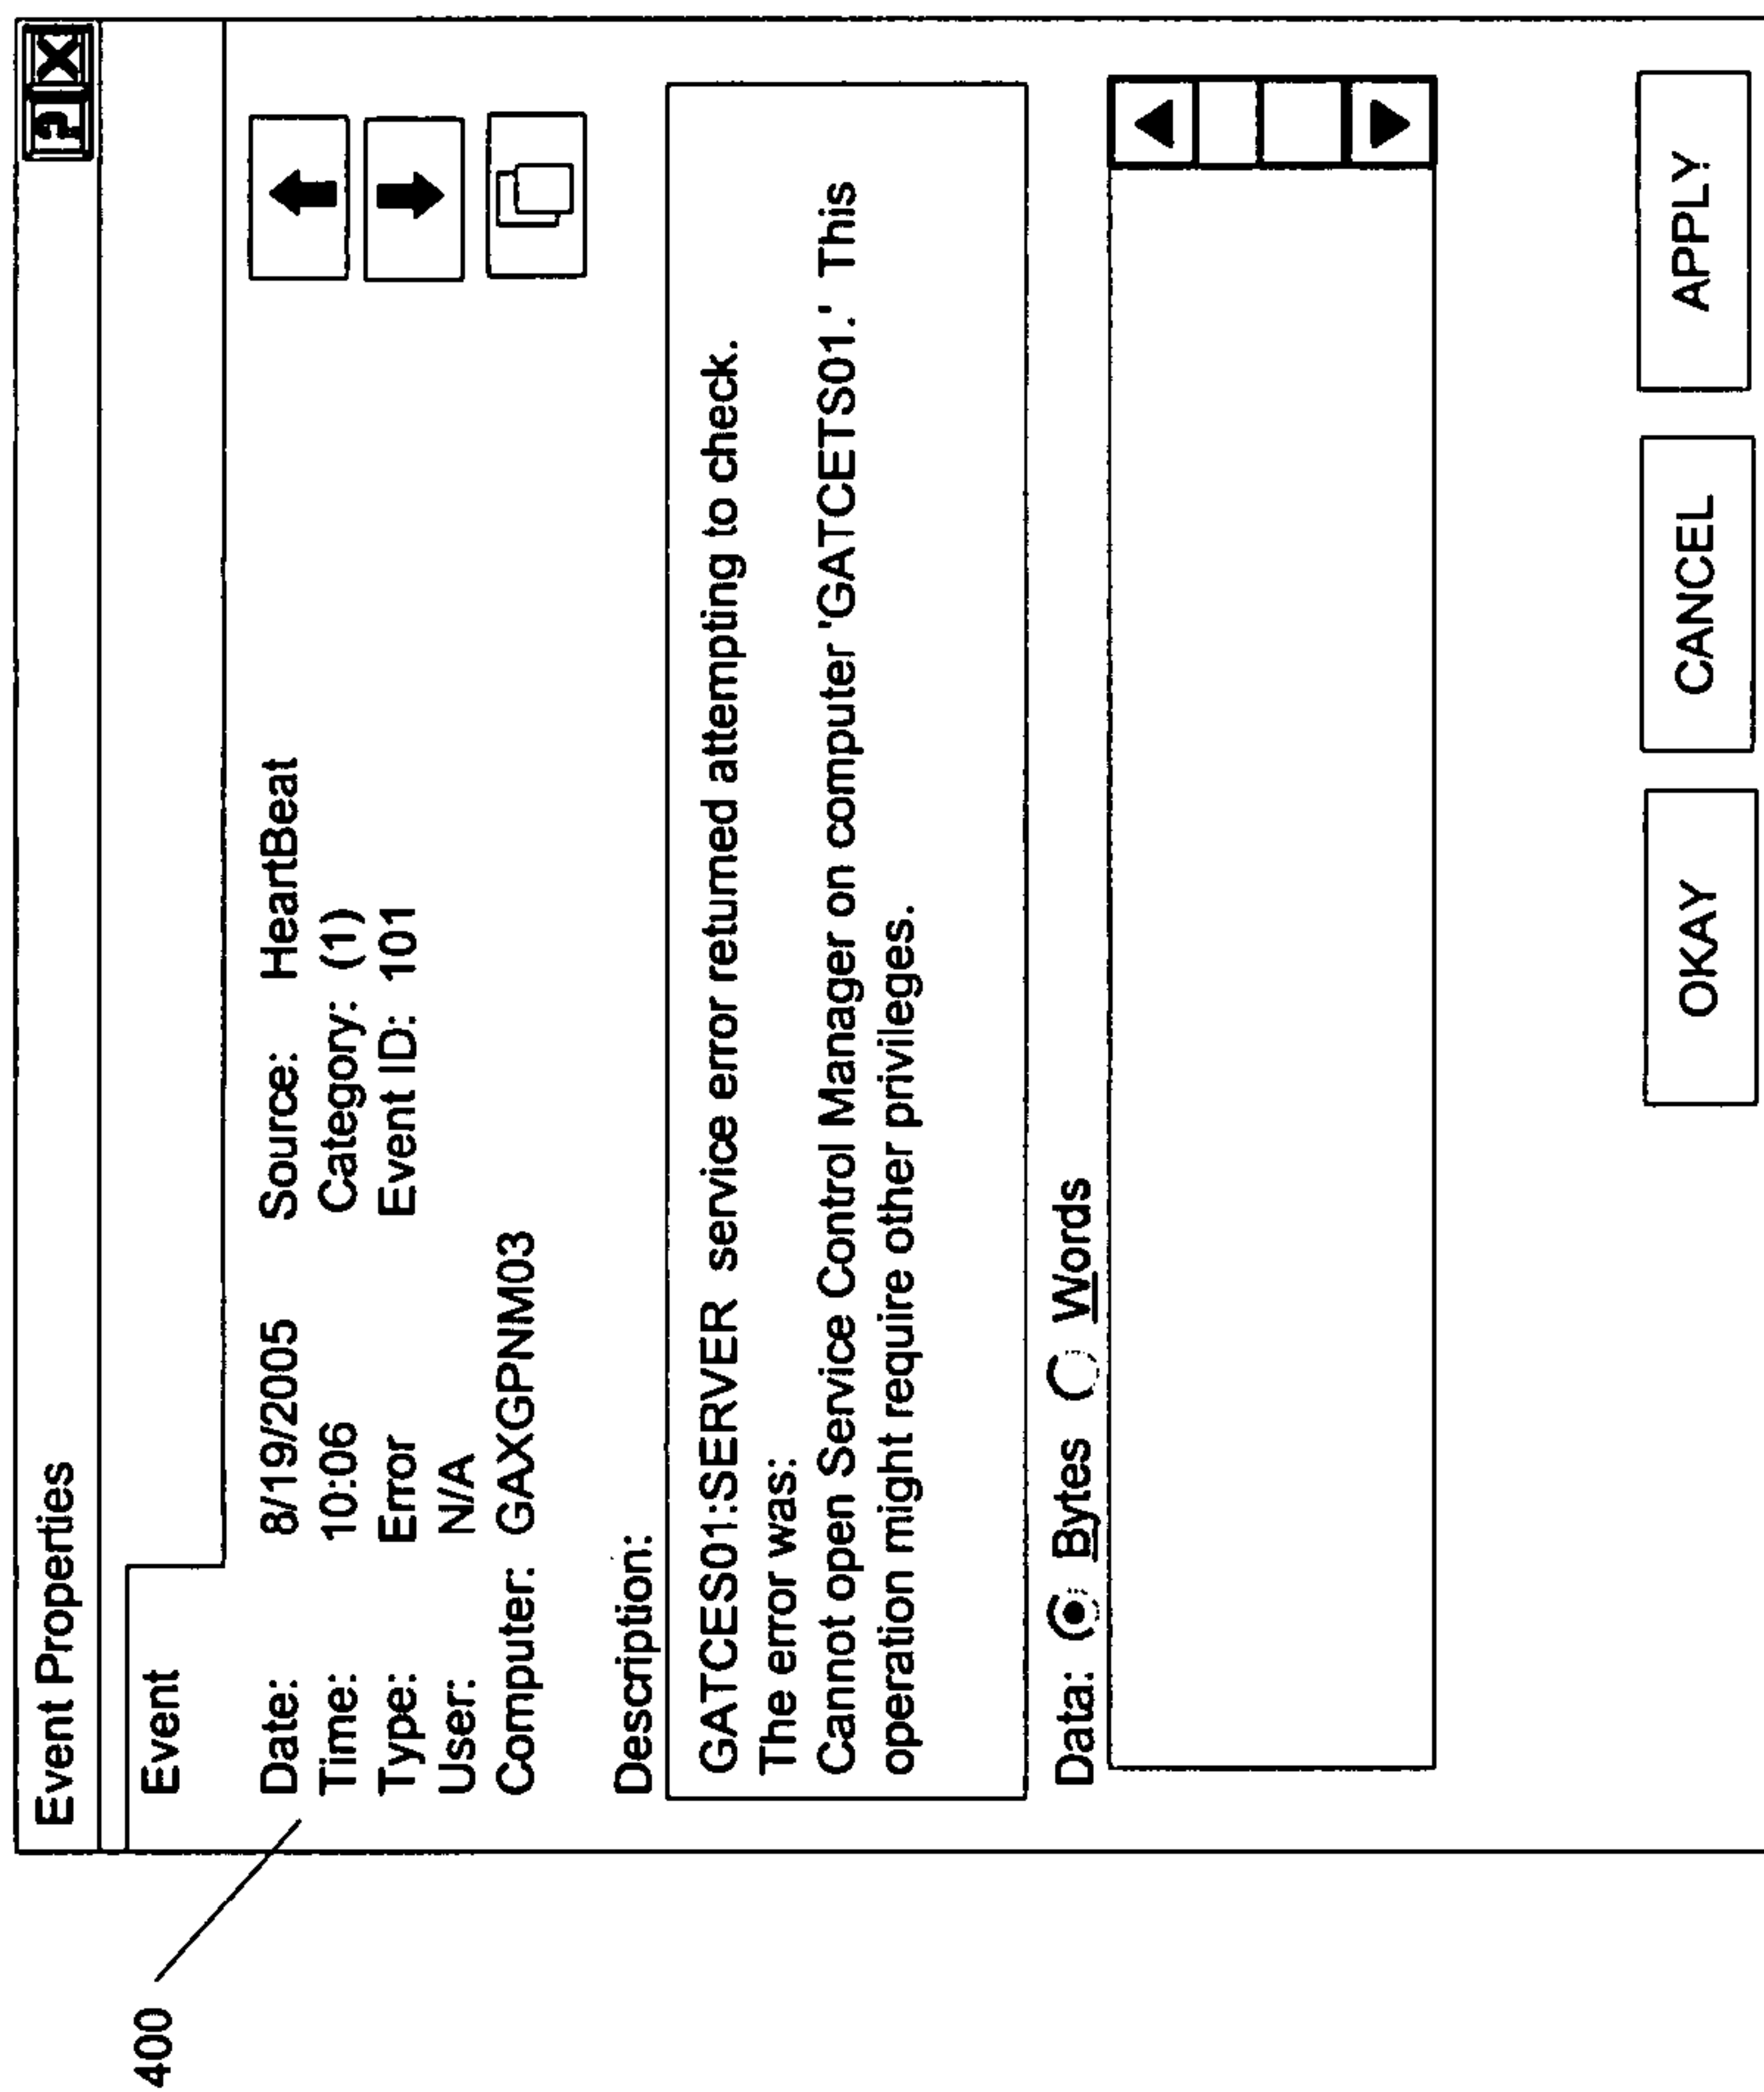 Event Properties ? X
Event
Date: 8/19/2005 Source: HeartBeat
Time: 10:06 Category: (1)
Type: Error Event ID: 101
User: N/A
Computer: GAXGPNM03
Description:
GATCES01:SERVER service error returned attempting to check.
The error was:
Cannot open Service Control Manager on computer 'GATCETS01.' This
operation might require other privileges.
Data: Bytes Words
OKAY CANCEL APPLY
400